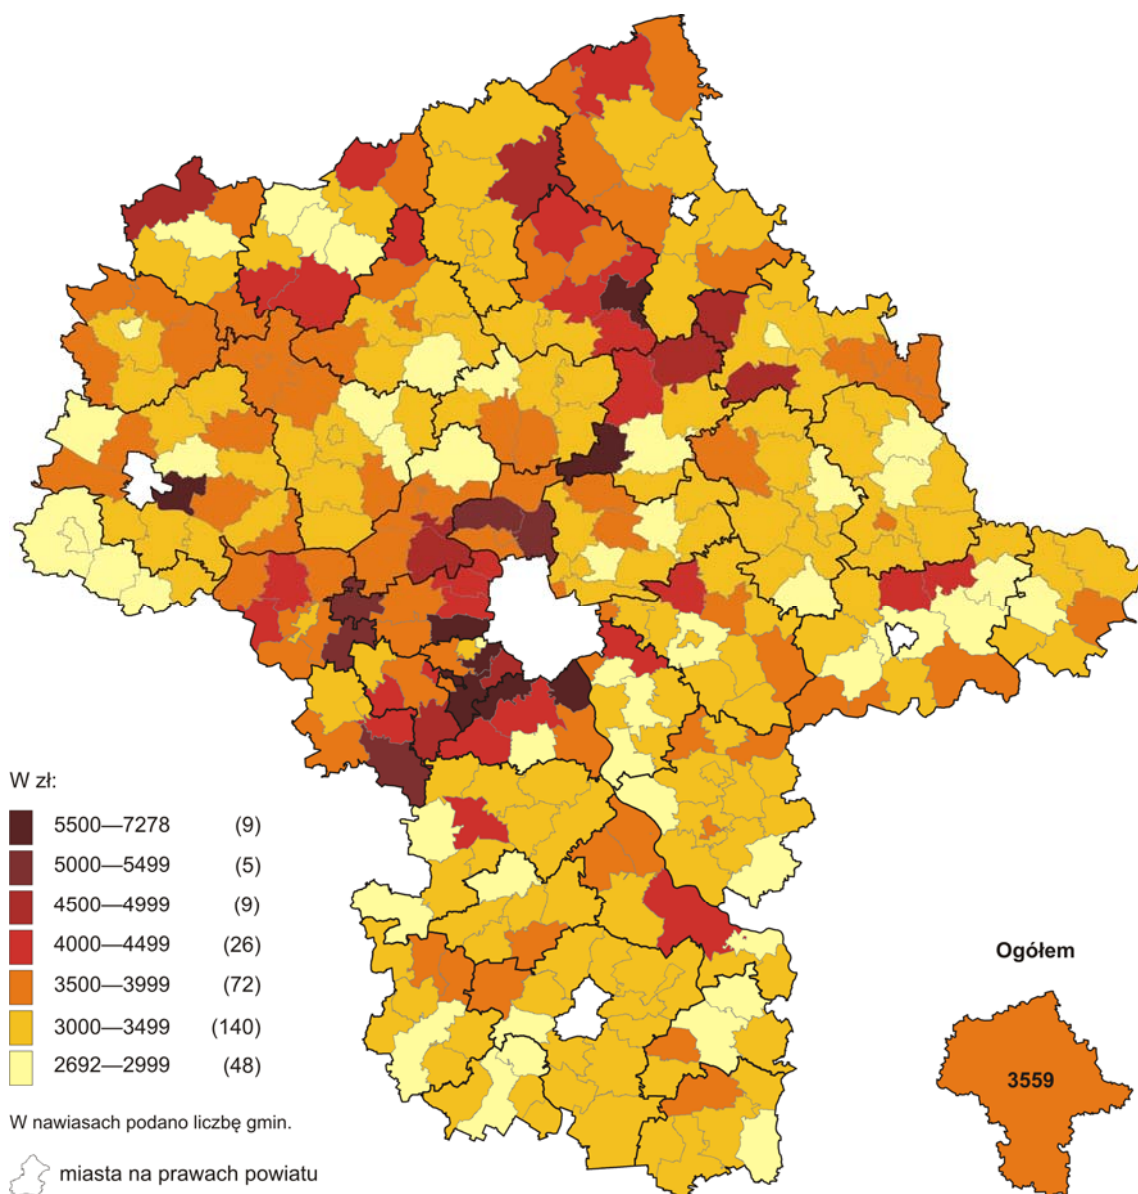 W zł:
5500—7278 (9)
5000—5499 (5)
4500—4999 (9)
4000—4499 (26)
3500—3999 (72)
3000—3499 (140)
2692—2999 (48)
W nawiasach podano liczbę gmin.
miasta na prawach powiatu
Ogółem
3559